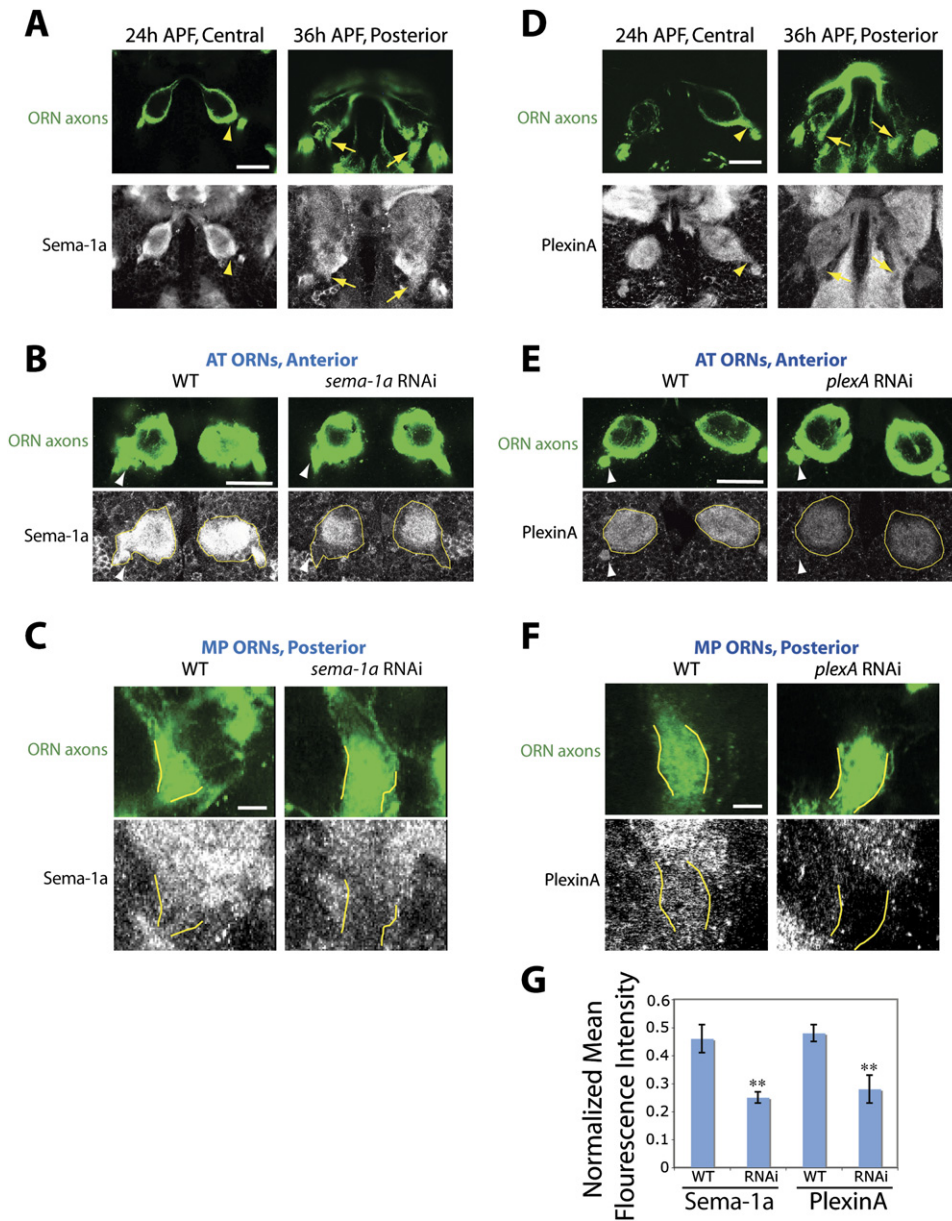 A
24h APF, Central
36h APF, Posterior
ORN axons
Sema-1a
B
AT ORNs, Anterior
WT
sema-1a RNAi
ORN axons
Sema-1a
C
MP ORNs, Posterior
WT
sema-1a RNAi
ORN axons
Sema-1a
D
24h APF, Central
36h APF, Posterior
ORN axons
PlexinA
E
AT ORNs, Anterior
WT
plexA RNAi
ORN axons
PlexinA
F
MP ORNs, Posterior
WT
plexA RNAi
ORN axons
PlexinA
G
Normalized Mean
Flourescence Intensity
0.6
0.5
0.4
0.3
0.2
0.1
0
**
**
WT
RNAi
WT
RNAi
Sema-1a
PlexinA